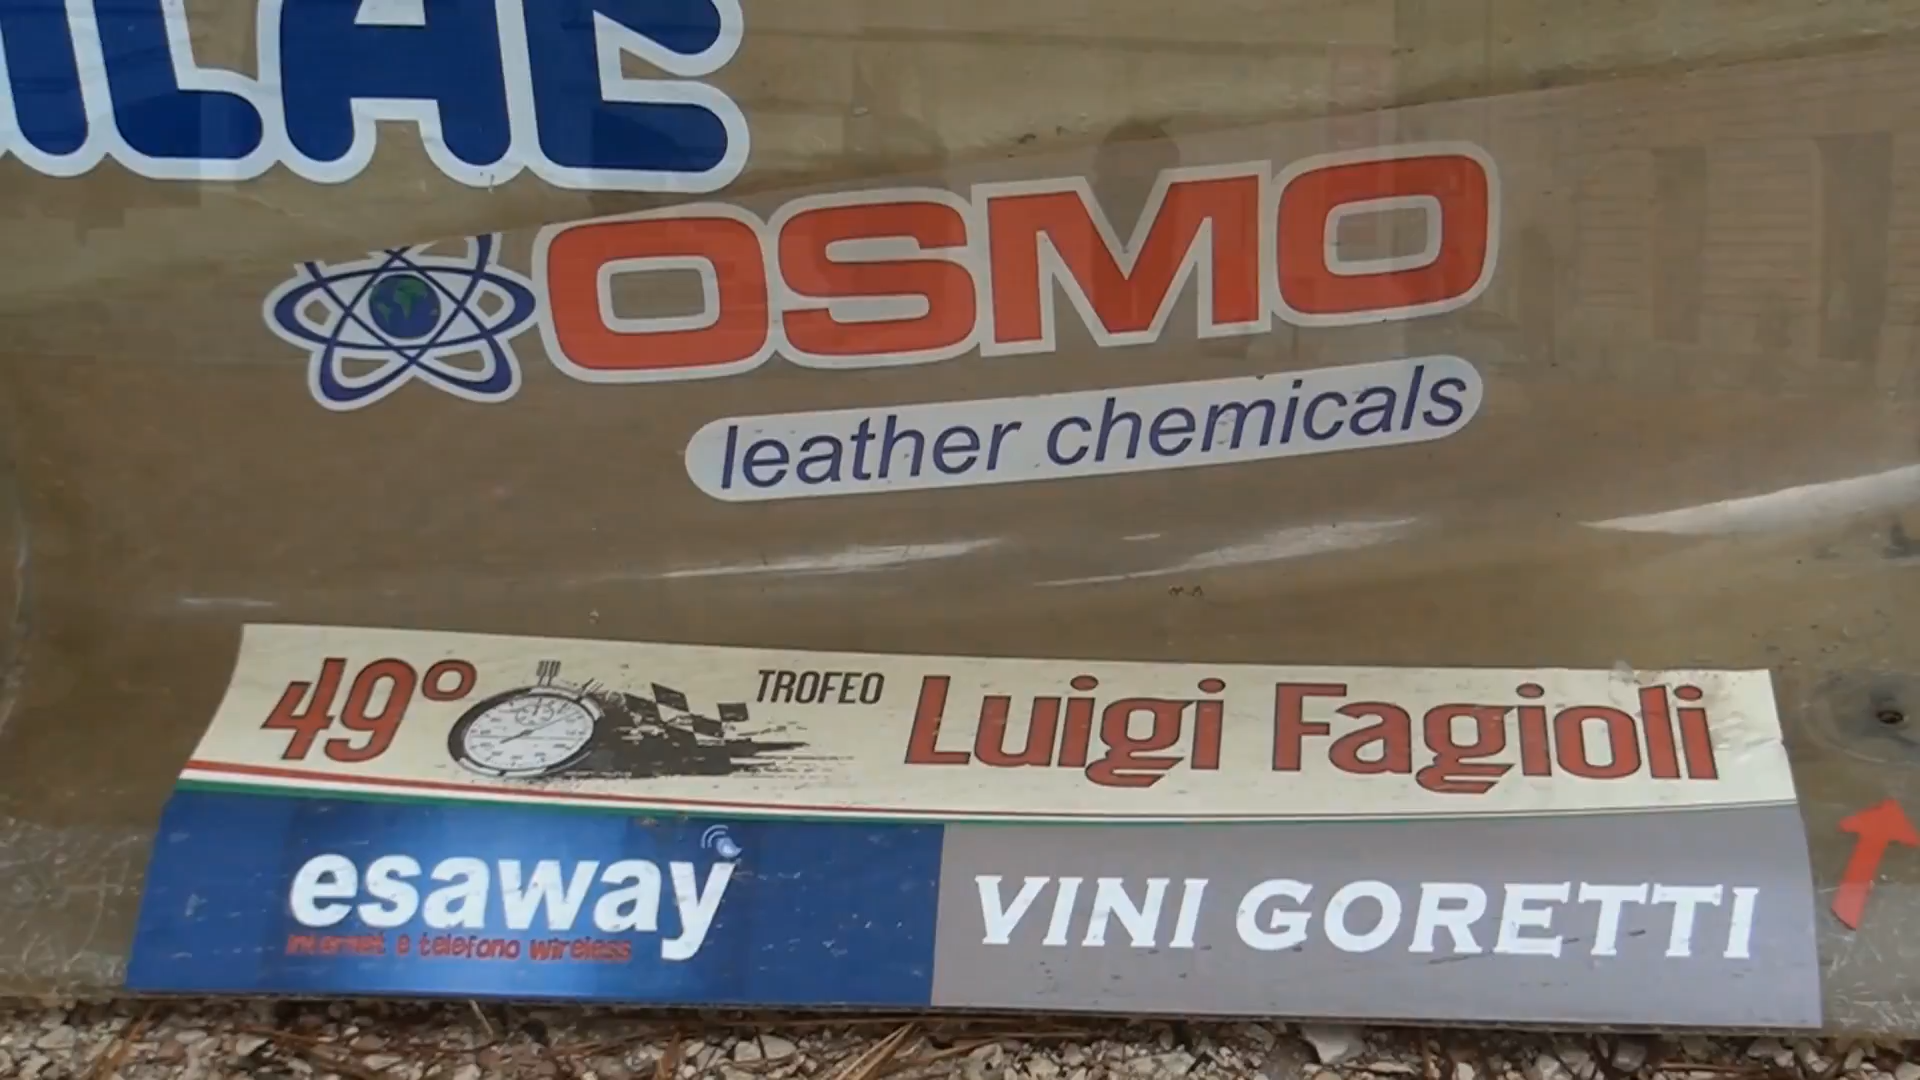 OSMO
leather chemicals
49° TROFEO Luigi Fagioli
esaway
internet e telefono wireless
VINI GORETTI